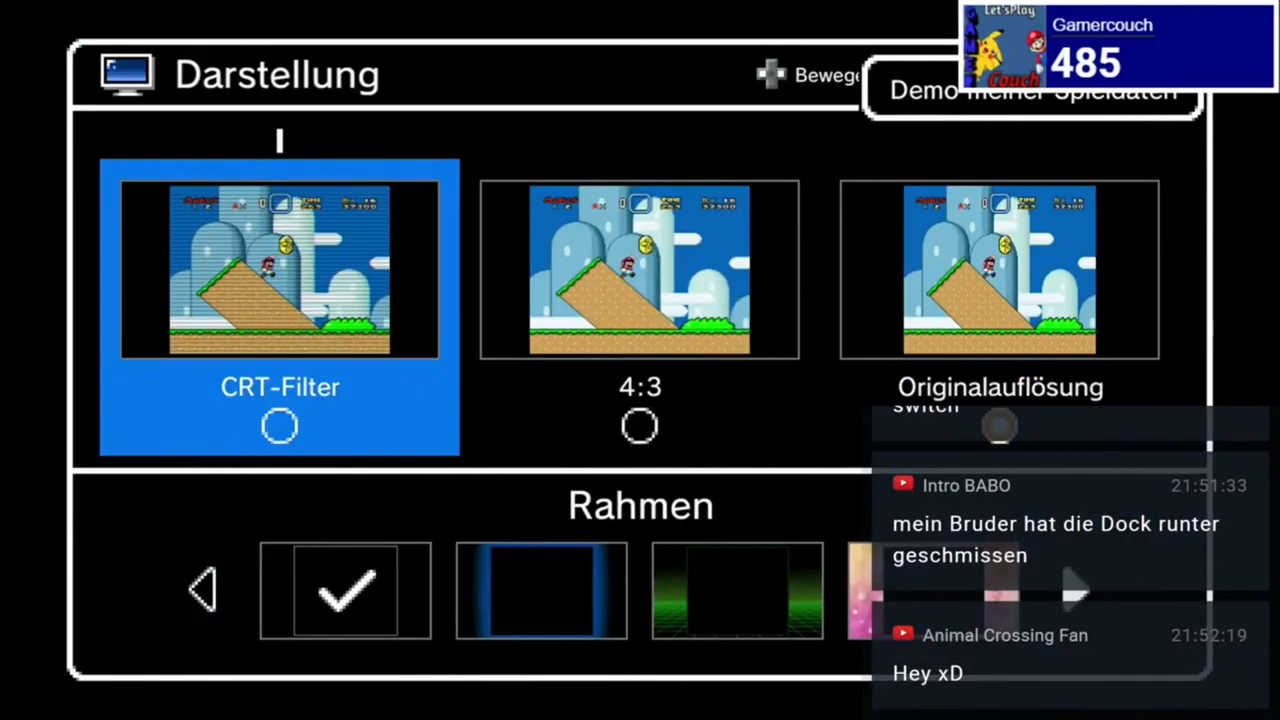 Let'sPlay
Gamercouch
485
Couch
Darstellung
Bewege
Demo meiner Spieldaten
CRT-Filter
4:3
Originalauflösung
switch
Intro BABO 21:51:33
mein Bruder hat die Dock runter
geschmissen
Rahmen
Animal Crossing Fan 21:52:19
Hey xD